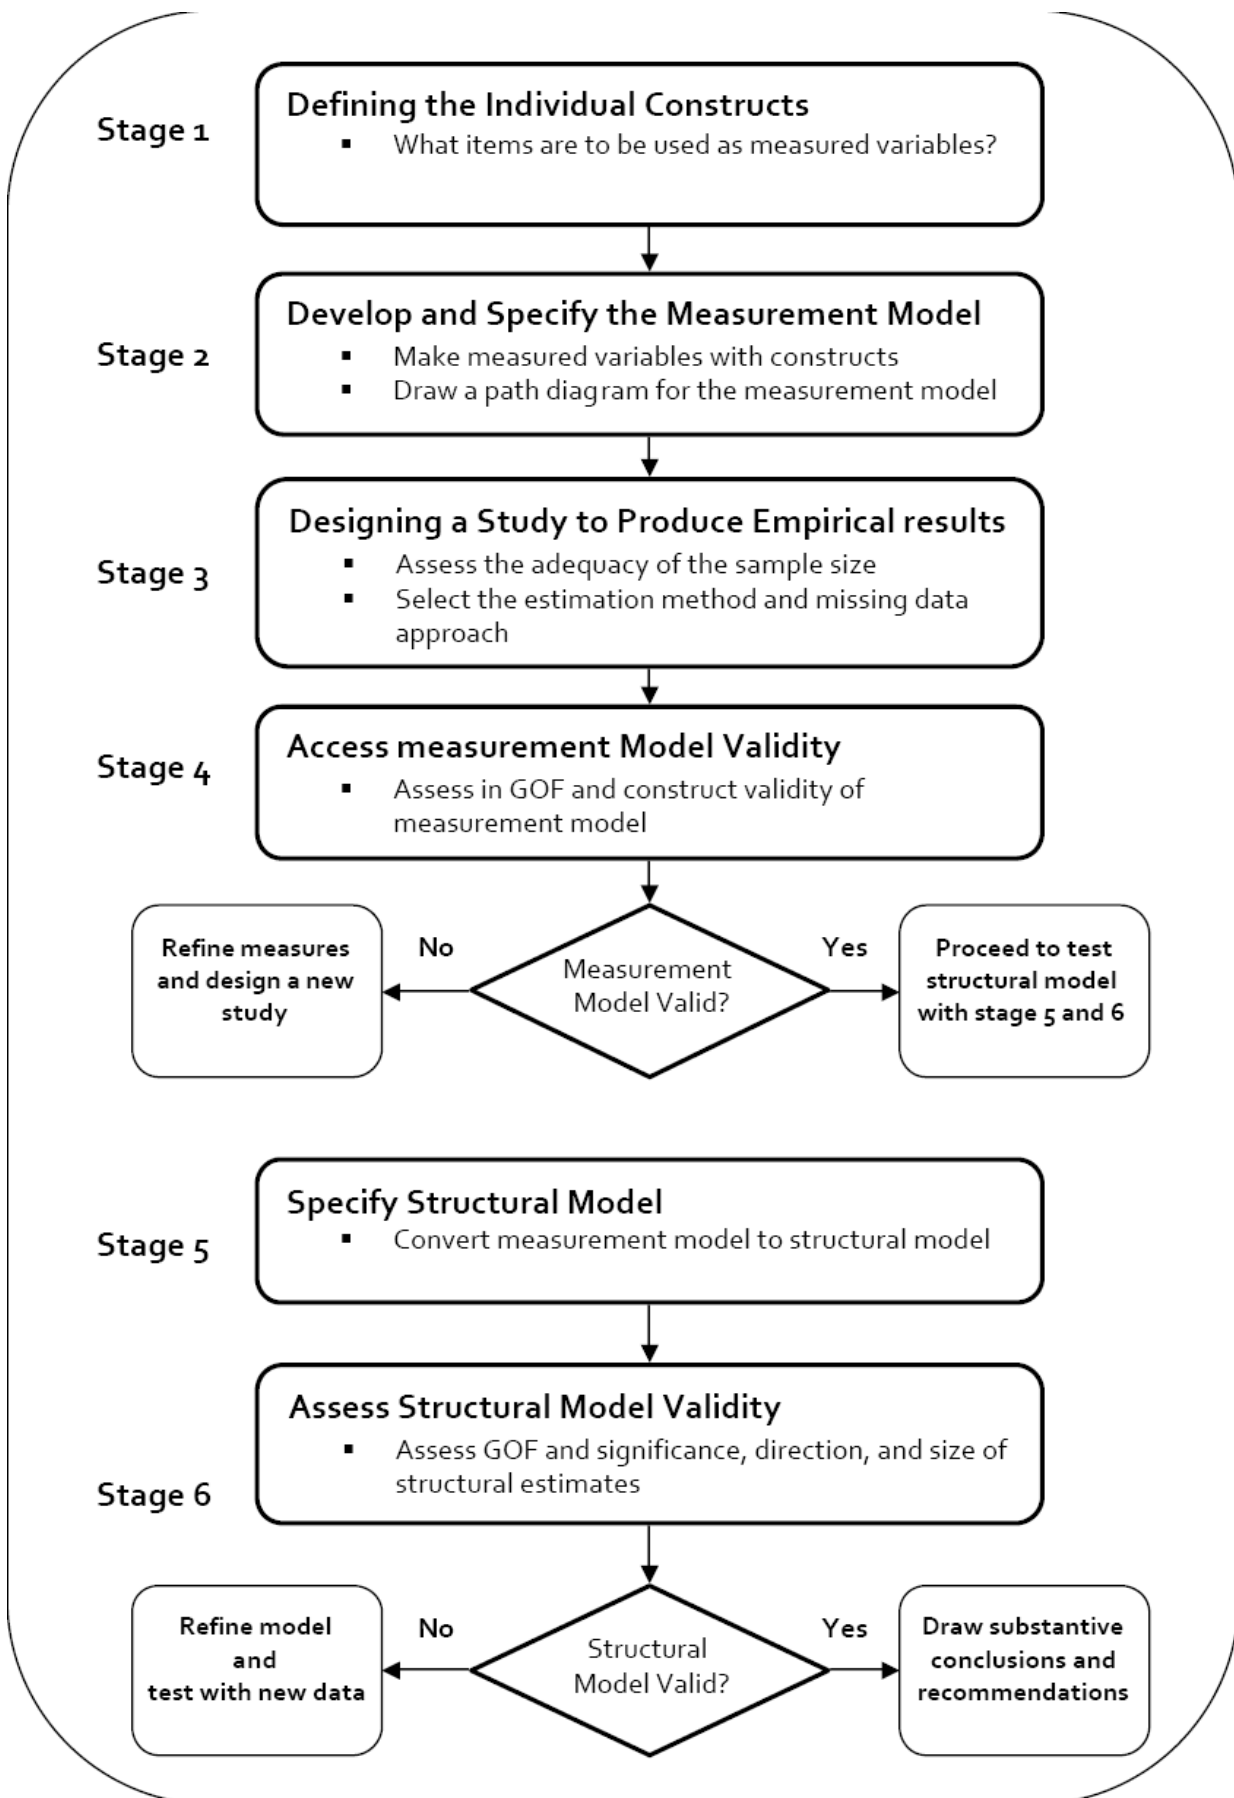 Stage 1
Defining the Individual Constructs
▪ What items are to be used as measured variables?
Stage 2
Develop and Specify the Measurement Model
▪ Make measured variables with constructs
▪ Draw a path diagram for the measurement model
Stage 3
Designing a Study to Produce Empirical results
▪ Assess the adequacy of the sample size
▪ Select the estimation method and missing data
approach
Stage 4
Access measurement Model Validity
▪ Assess in GOF and construct validity of
measurement model
Refine measures
and design a new
study
No
Measurement
Model Valid?
Yes
Proceed to test
structural model
with stage 5 and 6
Stage 5
Specify Structural Model
▪ Convert measurement model to structural model
Stage 6
Assess Structural Model Validity
▪ Assess GOF and significance, direction, and size of
structural estimates
Refine model
and
test with new data
No
Structural
Model Valid?
Yes
Draw substantive
conclusions and
recommendations